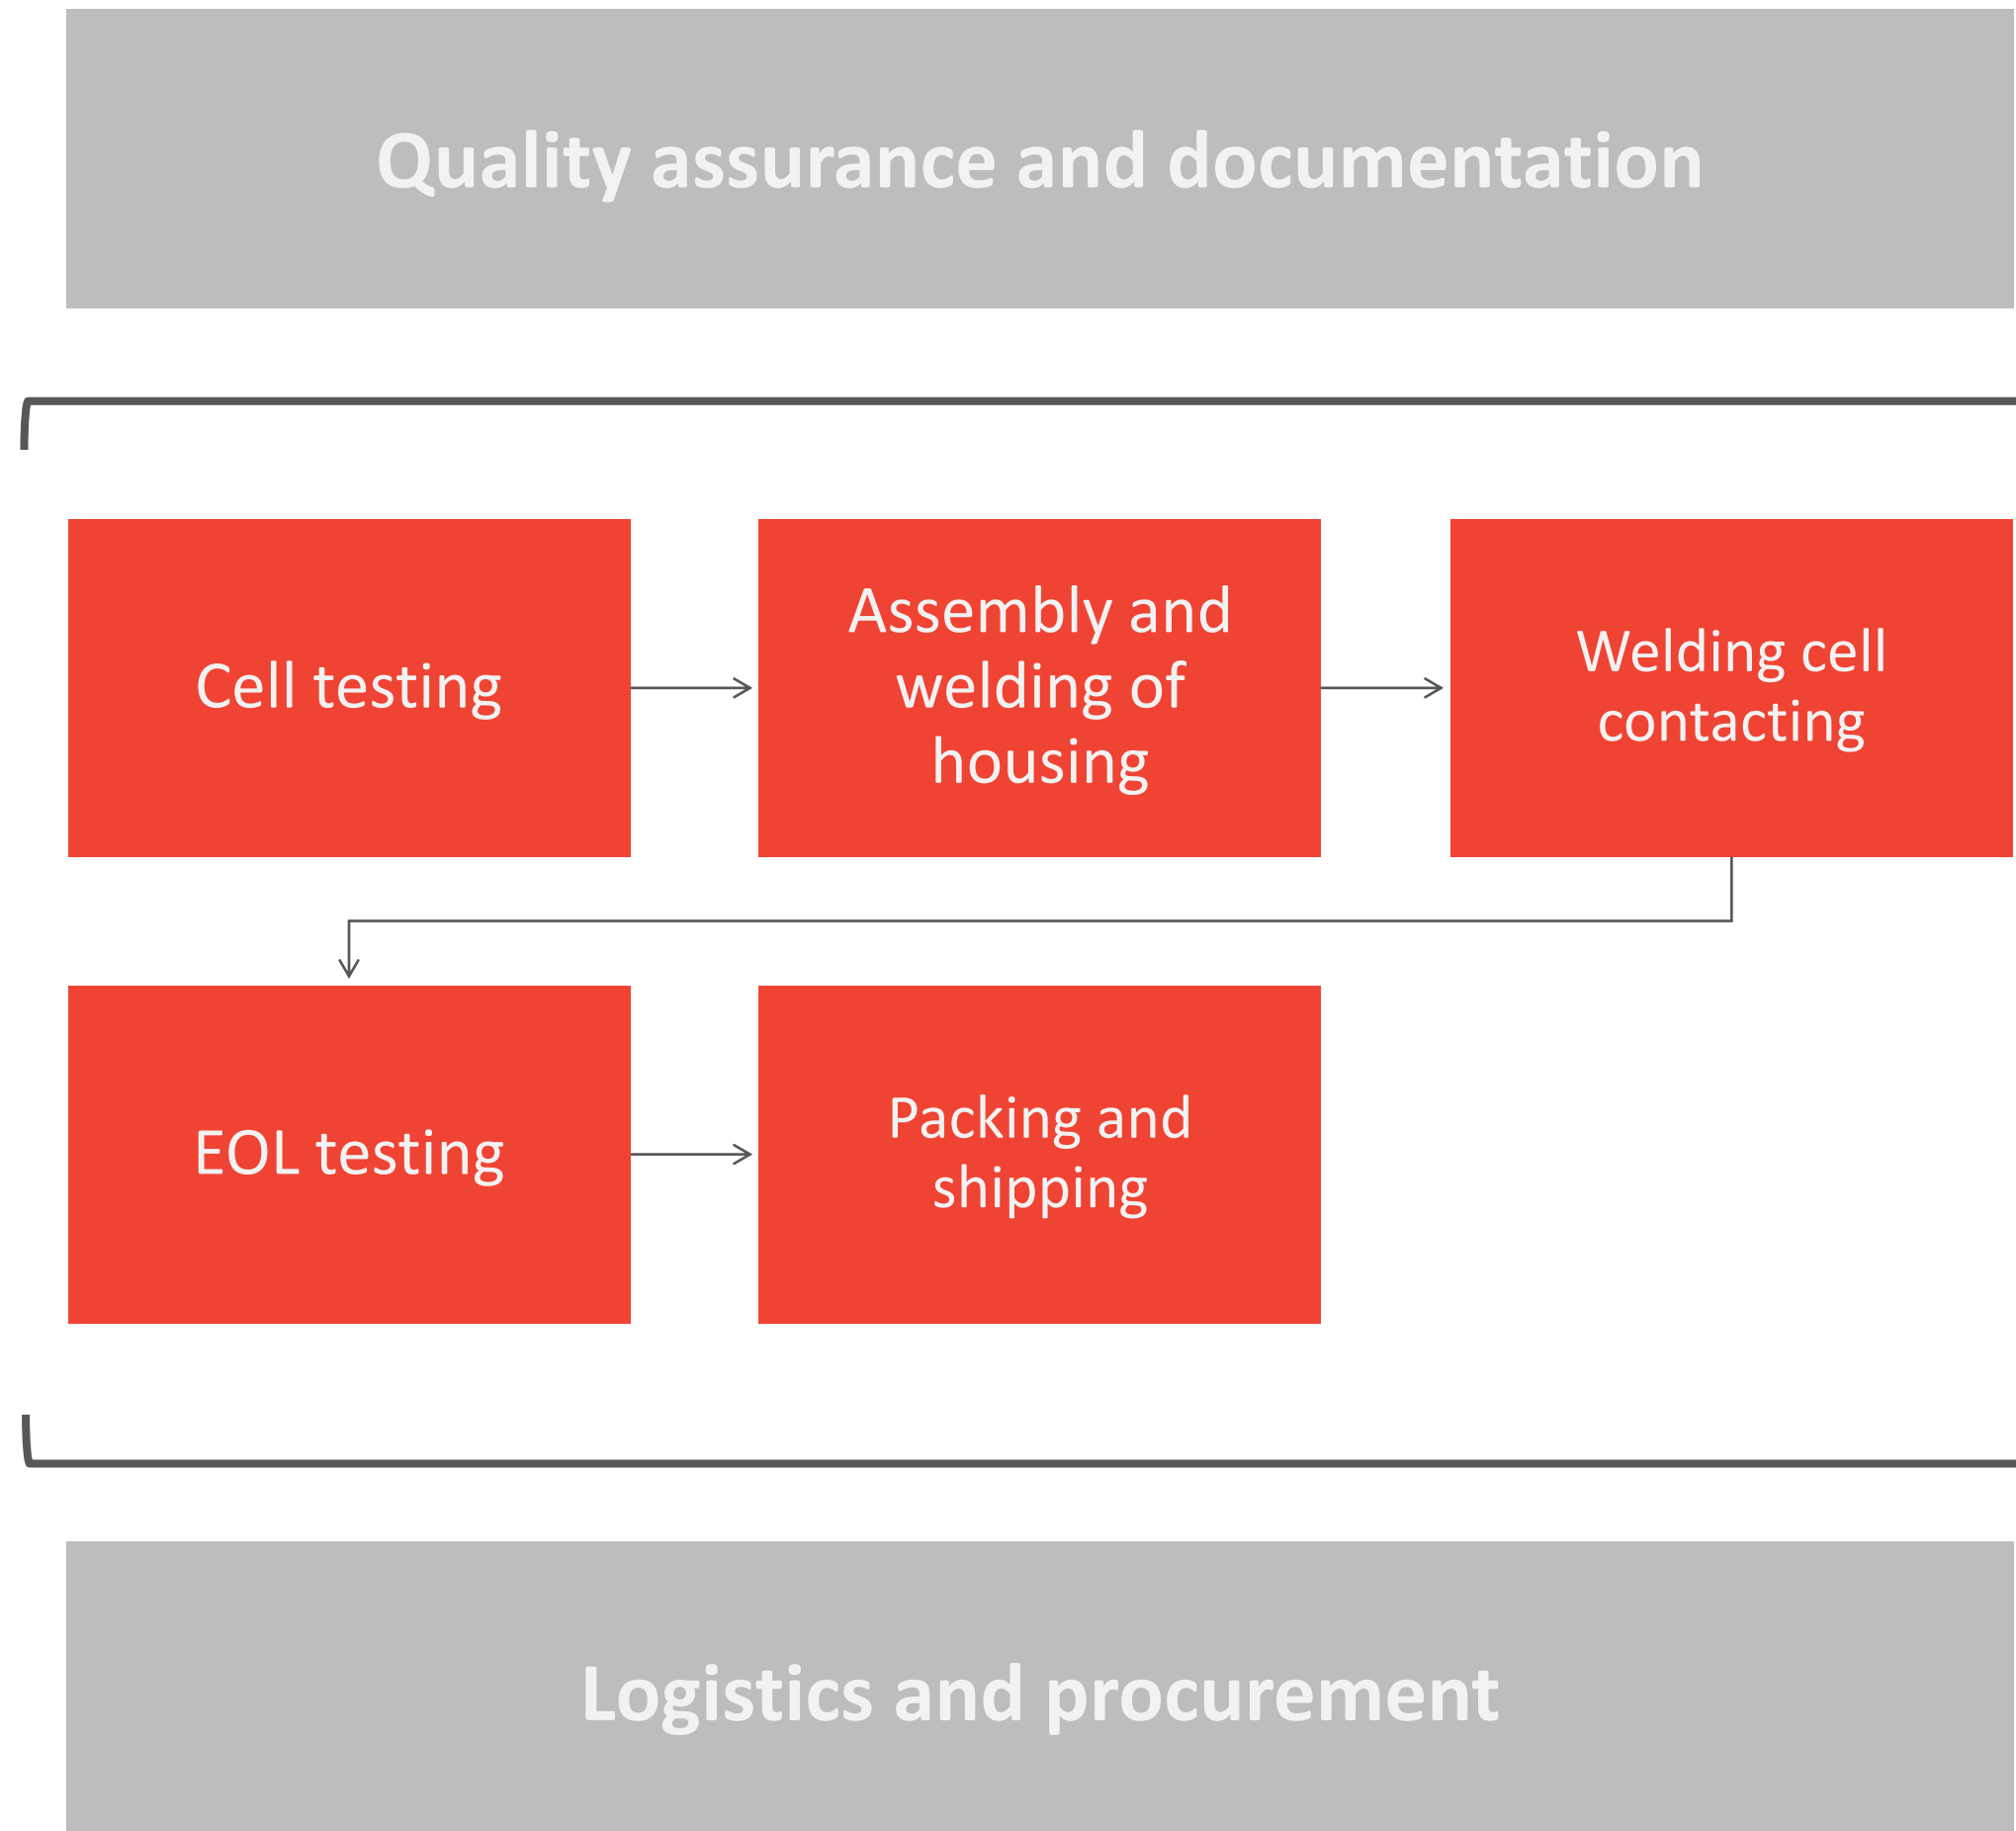 Quality assurance and documentation
Cell testing
Assembly and
welding of
housing
Welding cell
contacting
EOL testing
Packing and
shipping
Logistics and procurement